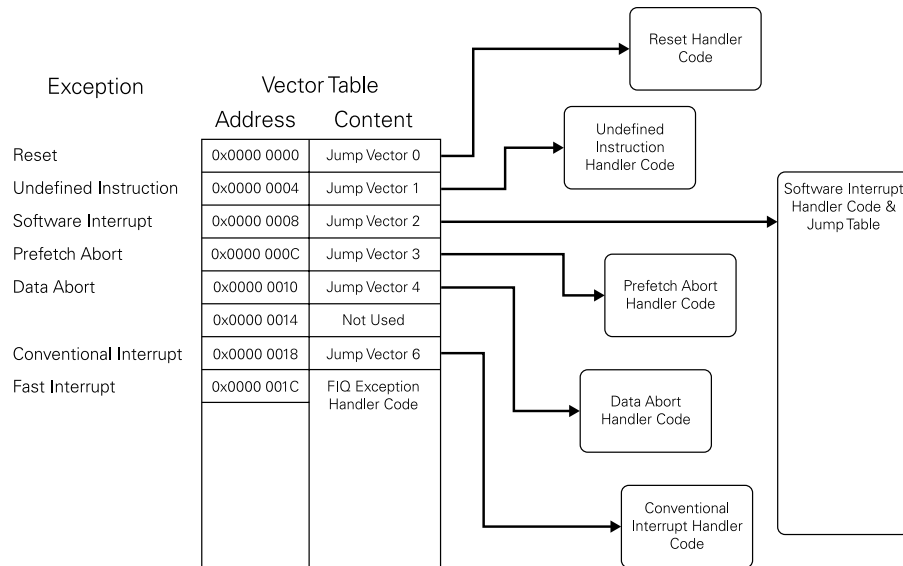 Exception
Vector Table
Address Content
Reset 0x0000 0000 Jump Vector 0
Undefined Instruction 0x0000 0004 Jump Vector 1
Software Interrupt 0x0000 0008 Jump Vector 2
Prefetch Abort 0x0000 000C Jump Vector 3
Data Abort 0x0000 0010 Jump Vector 4
0x0000 0014 Not Used
Conventional Interrupt 0x0000 0018 Jump Vector 6
Fast Interrupt 0x0000 001C FIQ Exception
Handler Code
Reset Handler
Code
Undefined
Instruction
Handler Code
Software Interrupt
Handler Code &
Jump Table
Prefetch Abort
Handler Code
Data Abort
Handler Code
Conventional
Interrupt Handler
Code